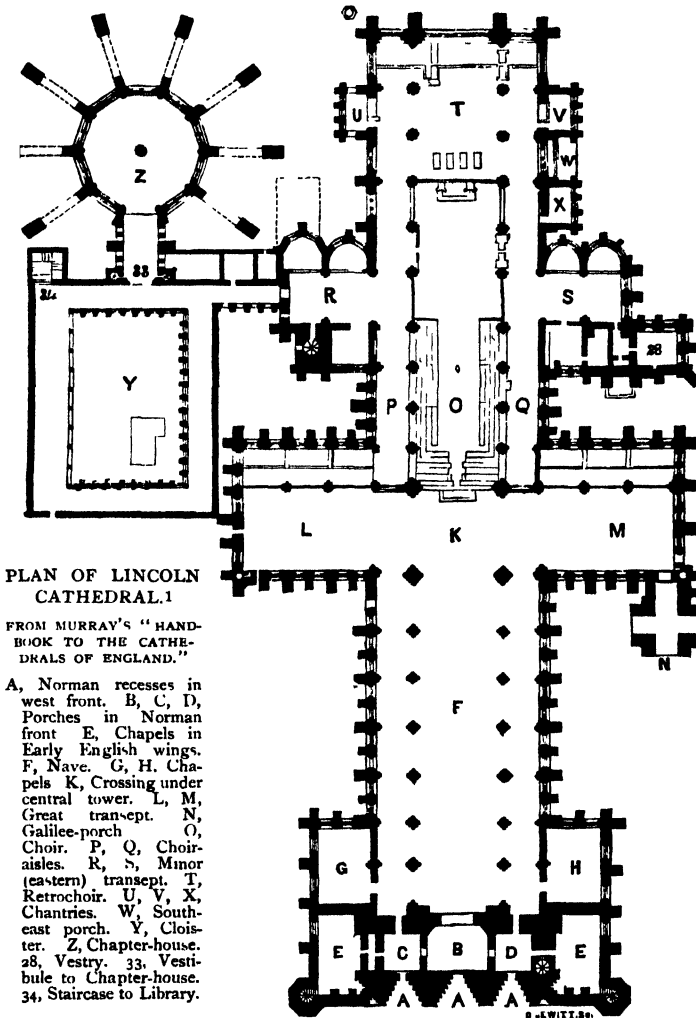 U
T
V
W
X
Z
33
34
R
S
28
Y
P
O
Q
L
K
M
N
F
G
H
E
C
B
D
E
A
A
A
PLAN OF LINCOLN
CATHEDRAL.1
FROM MURRAY'S "HAND-
BOOK TO THE CATHE-
DRALS OF ENGLAND."
A, Norman recesses in
west front. B, C, D,
Porches in Norman
front E, Chapels in
Early English wings.
F, Nave. G, H. Cha-
pels K, Crossing under
central tower. L, M,
Great transept. N,
Galilee-porch O,
Choir. P, Q, Choir-
aisles. R, S, Minor
(eastern) transept. T,
Retrochoir. U, V, X,
Chantries. W, South-
east porch. Y, Clois-
ter. Z, Chapter-house.
28, Vestry. 33, Vesti-
bule to Chapter-house.
34, Staircase to Library.